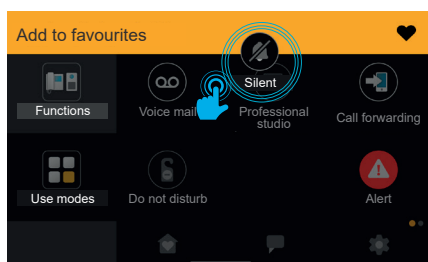 Add to favourites
Silent
Functions
Voice mail
Professional
studio
Call forwarding
Use modes
Do not disturb
Alert